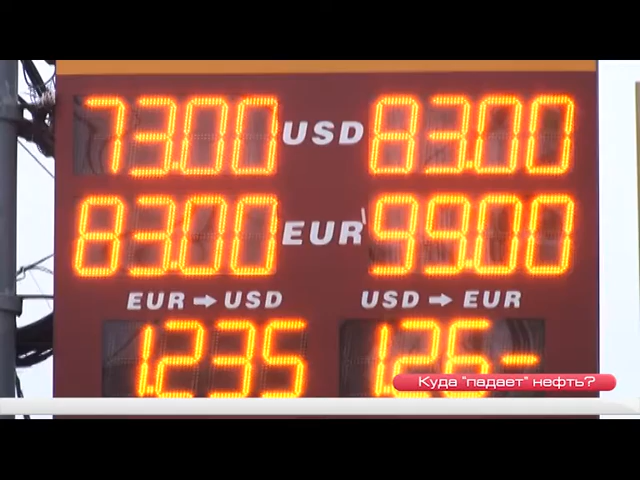 73.00 USD 83.00
83.00 EUR 99.00
EUR → USD USD → EUR
1.235 1.26-
Куда "падает" нефть?